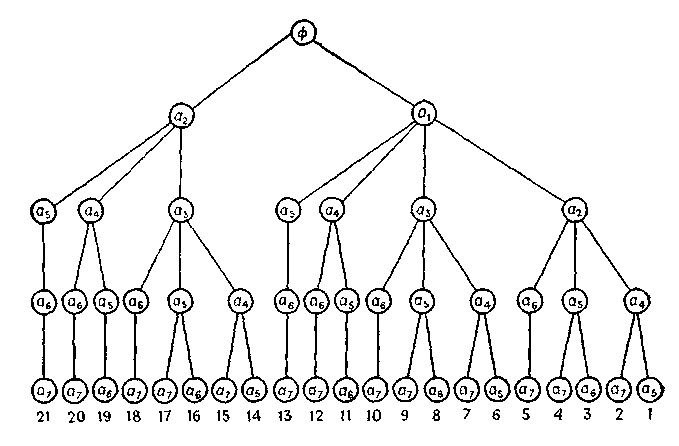 ϕ
a₂ a₁
a₅ a₄ a₃ a₅ a₄ a₃ a₂
a₆ a₆ a₅ a₆ a₅ a₄ a₆ a₆ a₅ a₆ a₅ a₄ a₆ a₅ a₄
a₇ a₇ a₆ a₇ a₇ a₆ a₇ a₅ a₇ a₇ a₆ a₇ a₇ a₆ a₇ a₅ a₇ a₇ a₆ a₇ a₅
21 20 19 18 17 16 15 14 13 12 11 10 9 8 7 6 5 4 3 2 1